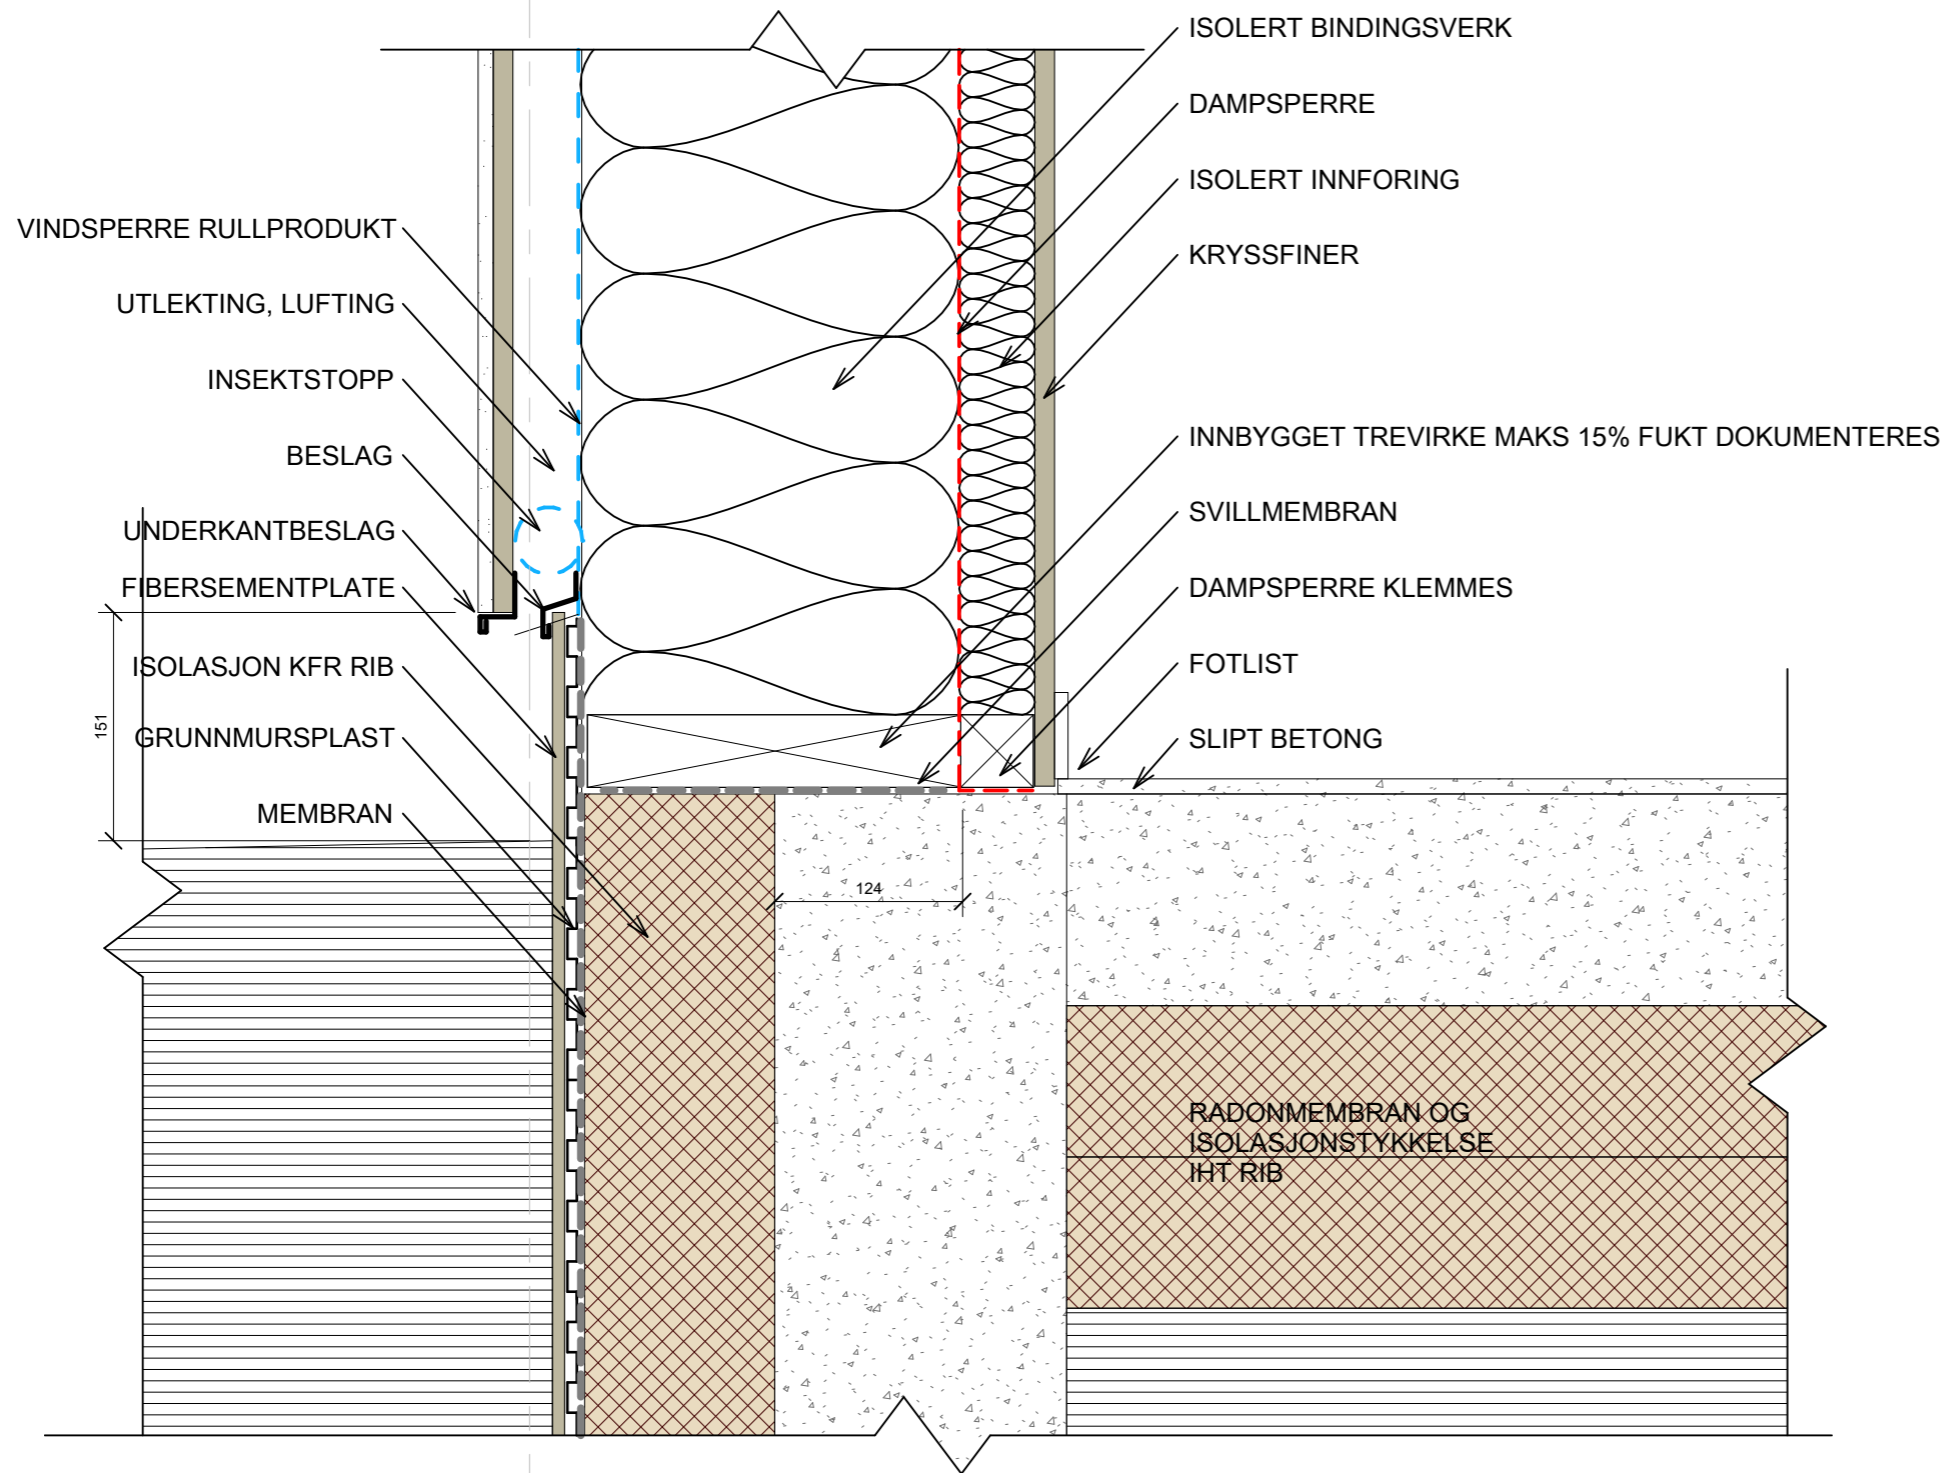 VINDSPERRE RULLPRODUKT
UTLEKTING, LUFTING
INSEKTSTOPP
BESLAG
UNDERKANTBESLAG
FIBERSEMENTPLATE
ISOLASJON KFR RIB
GRUNNMURSPLAST
MEMBRAN
151
124
ISOLERT BINDINGSVERK
DAMPSPERRE
ISOLERT INNFORING
KRYSSFINER
INNBYGGET TREVIRKE MAKS 15% FUKT DOKUMENTERES
SVILLMEMBRAN
DAMPSPERRE KLEMMES
FOTLIST
SLIPT BETONG
RADONMEMBRAN OG
ISOLASJONSTYKKELSE
IHT RIB